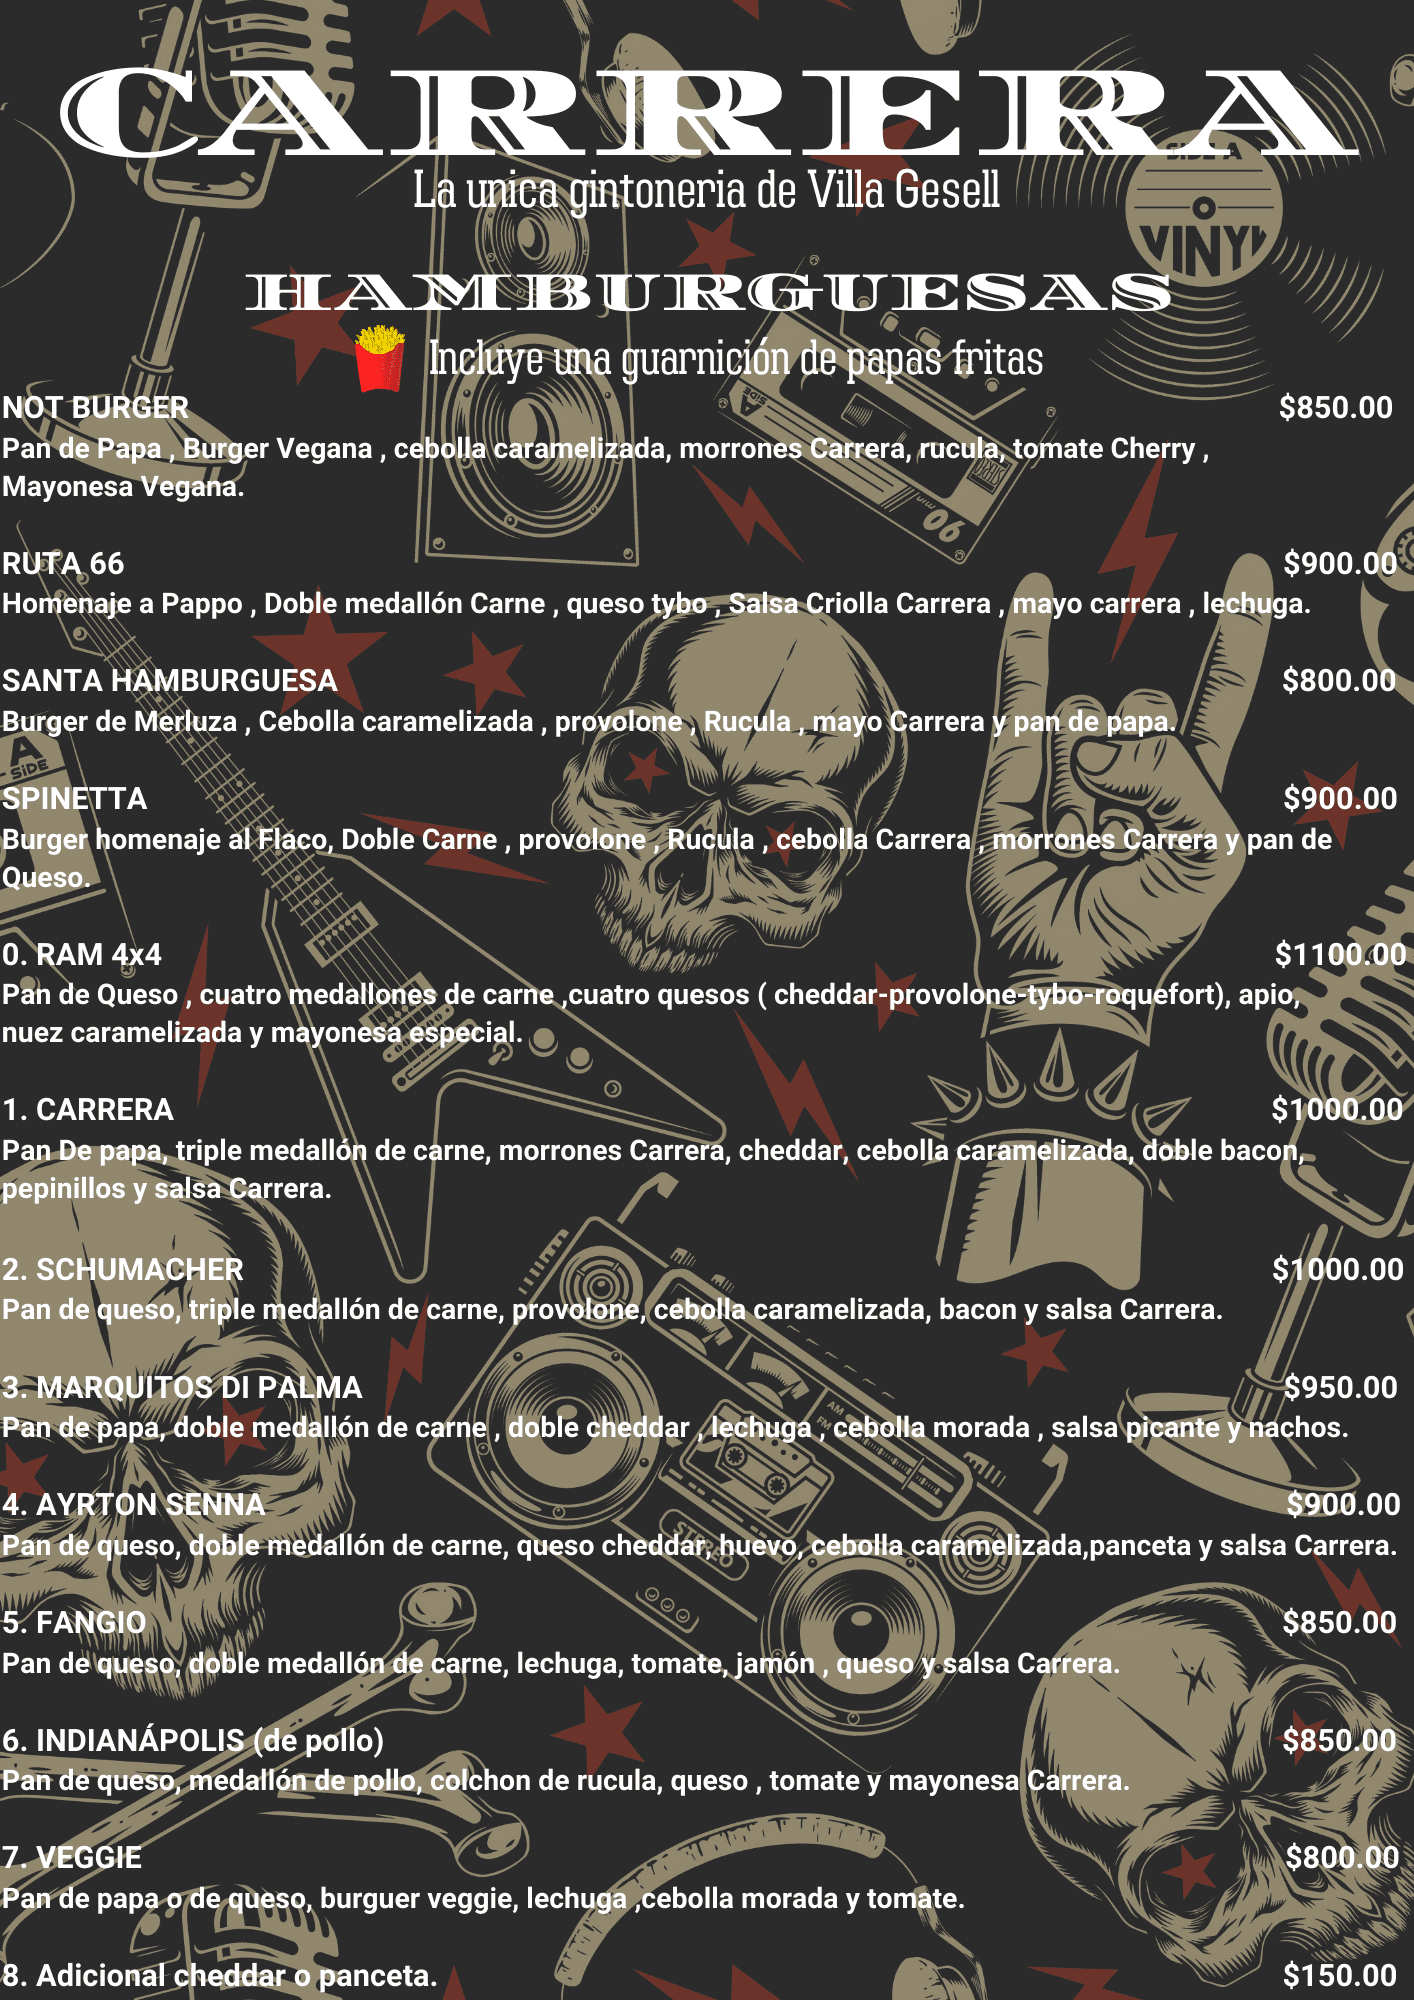 CARRERA
La unica gintoneria de Villa Gesell
HAMBURGUESAS
Incluye una guarnición de papas fritas
NOT BURGER $850.00
Pan de Papa , Burger Vegana , cebolla caramelizada, morrones Carrera, rucula, tomate Cherry ,
Mayonesa Vegana.
RUTA 66 $900.00
Homenaje a Pappo , Doble medallón Carne , queso tybo , Salsa Criolla Carrera , mayo carrera , lechuga.
SANTA HAMBURGUESA $800.00
Burger de Merluza , Cebolla caramelizada , provolone , Rucula , mayo Carrera y pan de papa.
SPINETTA $900.00
Burger homenaje al Flaco, Doble Carne , provolone , Rucula , cebolla Carrera , morrones Carrera y pan de
Queso.
0. RAM 4x4 $1100.00
Pan de Queso , cuatro medallones de carne ,cuatro quesos ( cheddar-provolone-tybo-roquefort), apio,
nuez caramelizada y mayonesa especial.
1. CARRERA $1000.00
Pan De papa, triple medallón de carne, morrones Carrera, cheddar, cebolla caramelizada, doble bacon,
pepinillos y salsa Carrera.
2. SCHUMACHER $1000.00
Pan de queso, triple medallón de carne, provolone, cebolla caramelizada, bacon y salsa Carrera.
3. MARQUITOS DI PALMA $950.00
Pan de papa, doble medallón de carne , doble cheddar , lechuga , cebolla morada , salsa picante y nachos.
4. AYRTON SENNA $900.00
Pan de queso, doble medallón de carne, queso cheddar, huevo, cebolla caramelizada,panceta y salsa Carrera.
5. FANGIO $850.00
Pan de queso, doble medallón de carne, lechuga, tomate, jamón , queso y salsa Carrera.
6. INDIANÁPOLIS (de pollo) $850.00
Pan de queso, medallón de pollo, colchon de rucula, queso , tomate y mayonesa Carrera.
7. VEGGIE $800.00
Pan de papa o de queso, burguer veggie, lechuga ,cebolla morada y tomate.
8. Adicional cheddar o panceta. $150.00
SIDE A
VINYL
A
SIDE
90
A
SIDE
AM
FM
STEREO